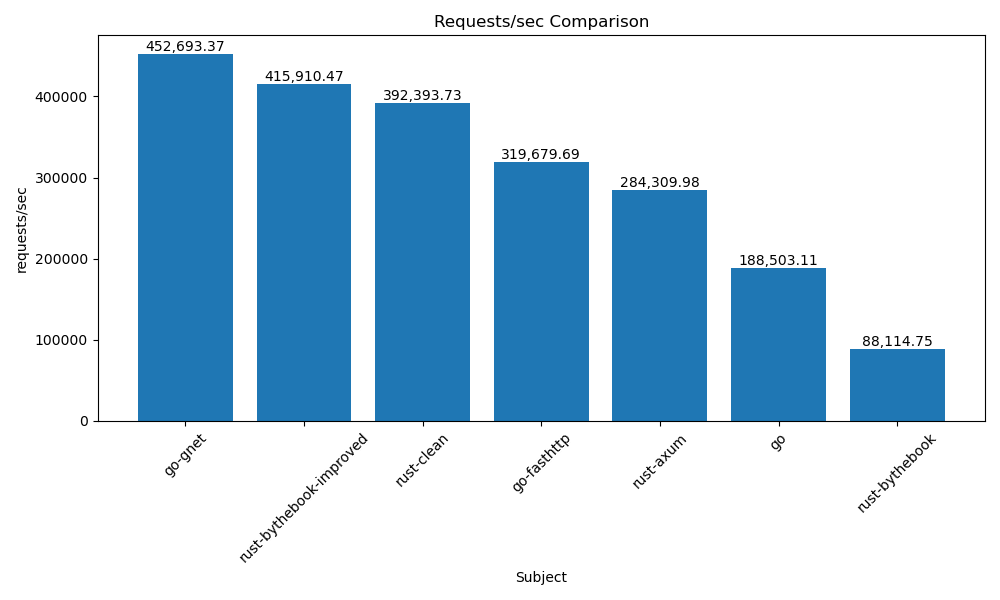 Requests/sec Comparison
452,693.37
415,910.47
392,393.73
319,679.69
284,309.98
188,503.11
88,114.75
400000
300000
200000
100000
0
requests/sec
go-gnet
rust-bythebook-improved
rust-clean
go-fasthttp
rust-axum
go
rust-bythebook
Subject